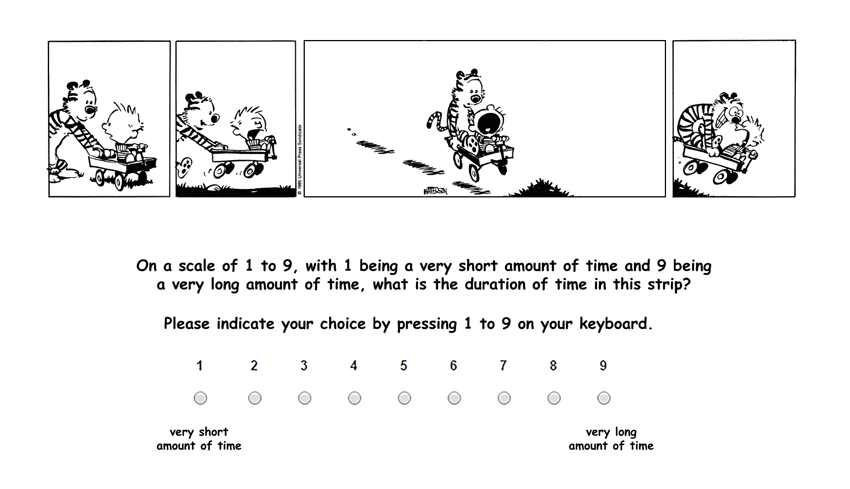 © 1985 Universal Press Syndicate
WATTERSON
On a scale of 1 to 9, with 1 being a very short amount of time and 9 being
a very long amount of time, what is the duration of time in this strip?
Please indicate your choice by pressing 1 to 9 on your keyboard.
1 2 3 4 5 6 7 8 9
very short
amount of time
very long
amount of time